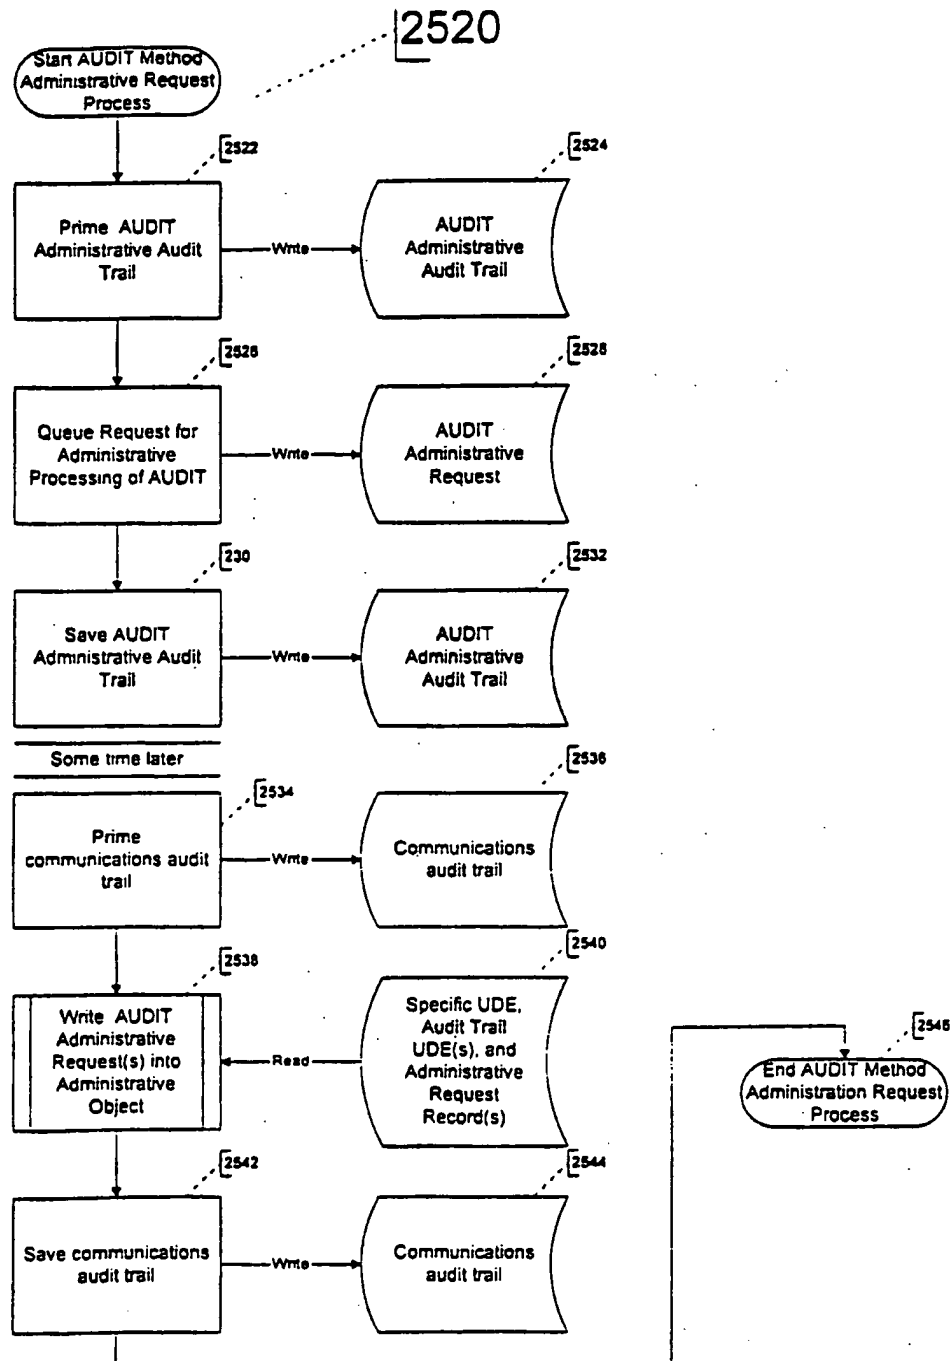 2520
Start AUDIT Method
Administrative Request
Process
2522
Prime AUDIT
Administrative Audit
Trail
Write
2524
AUDIT
Administrative
Audit Trail
2526
Queue Request for
Administrative
Processing of AUDIT
Write
2528
AUDIT
Administrative
Request
230
Save AUDIT
Administrative Audit
Trail
Write
2532
AUDIT
Administrative
Audit Trail
Some time later
2534
Prime
communications audit
trail
Write
2536
Communications
audit trail
2538
Write AUDIT
Administrative
Request(s) into
Administrative
Object
Read
2540
Specific UDE,
Audit Trail
UDE(s), and
Administrative
Request
Record(s)
2542
Save communications
audit trail
Write
2544
Communications
audit trail
2546
End AUDIT Method
Administration Request
Process